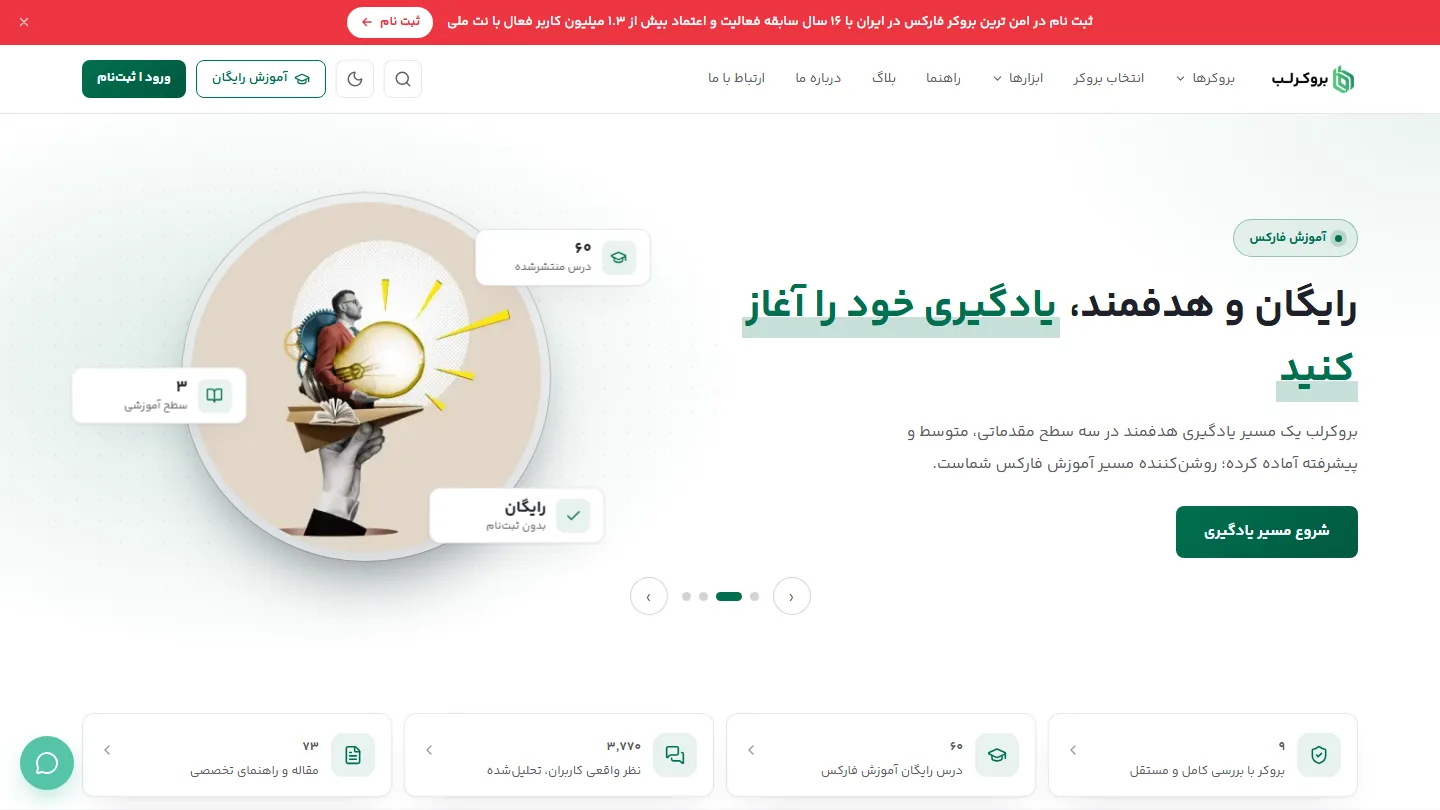 ثبت نام در امن ترین بروکر فارکس در ایران با ۱۶ سال سابقه فعالیت و اعتماد بیش از ۱.۳ میلیون کاربر فعال با نت ملی
ثبت نام ←
بروکرلب
بروکرها
انتخاب بروکر
ابزارها
راهنما
بلاگ
درباره ما
ارتباط با ما
آموزش رایگان
ورود | ثبت‌نام
آموزش فارکس
رایگان و هدفمند، یادگیری خود را آغاز
کنید
بروکرلب یک مسیر یادگیری هدفمند در سه سطح مقدماتی، متوسط و
پیشرفته آماده کرده؛ روشن‌کننده مسیر آموزش فارکس شماست.
شروع مسیر یادگیری
۶۰
درس منتشرشده
۳
سطح آموزشی
رایگان
بدون ثبت‌نام
۹
بروکر با بررسی کامل و مستقل
۶۰
درس رایگان آموزش فارکس
۳,۷۷۰
نظر واقعی کاربران، تحلیل‌شده
۷۳
مقاله و راهنمای تخصصی